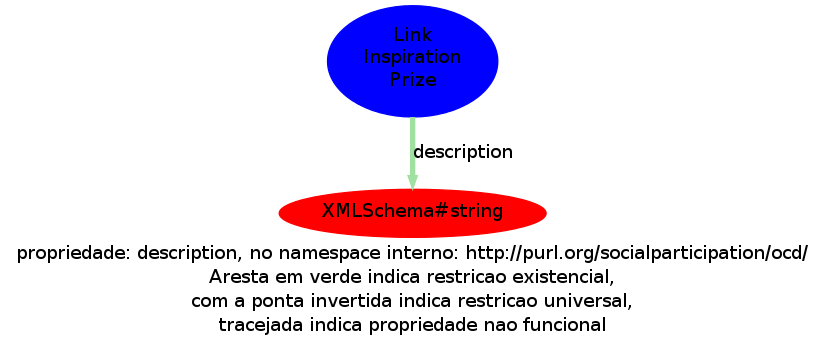 Link
Inspiration
Prize
description
XMLSchema#string
propriedade: description, no namespace interno: http://purl.org/socialparticipation/ocd/
Aresta em verde indica restricao existencial,
com a ponta invertida indica restricao universal,
tracejada indica propriedade nao funcional